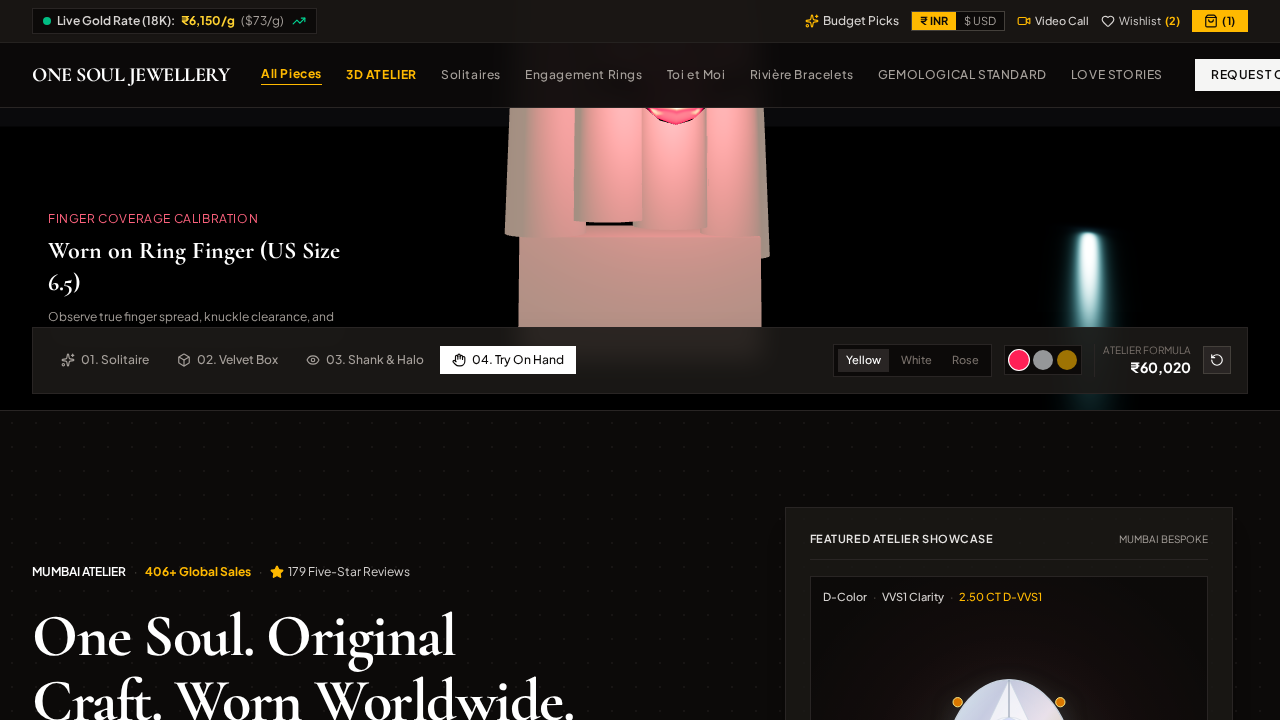 Live Gold Rate (18K): ₹6,150/g ($73/g)
Budget Picks
₹ INR $ USD
Video Call
Wishlist (2)
(1)
ONE SOUL JEWELLERY
All Pieces
3D ATELIER
Solitaires
Engagement Rings
Toi et Moi
Rivière Bracelets
GEMOLOGICAL STANDARD
LOVE STORIES
REQUEST
FINGER COVERAGE CALIBRATION
Worn on Ring Finger (US Size
6.5)
Observe true finger spread, knuckle clearance, and
01. Solitaire
02. Velvet Box
03. Shank & Halo
04. Try On Hand
Yellow White Rose
ATELIER FORMULA
₹60,020
MUMBAI ATELIER · 406+ Global Sales · 179 Five-Star Reviews
One Soul. Original
Craft. Worn Worldwide.
FEATURED ATELIER SHOWCASE
MUMBAI BESPOKE
D-Color · VVS1 Clarity · 2.50 CT D-VVS1